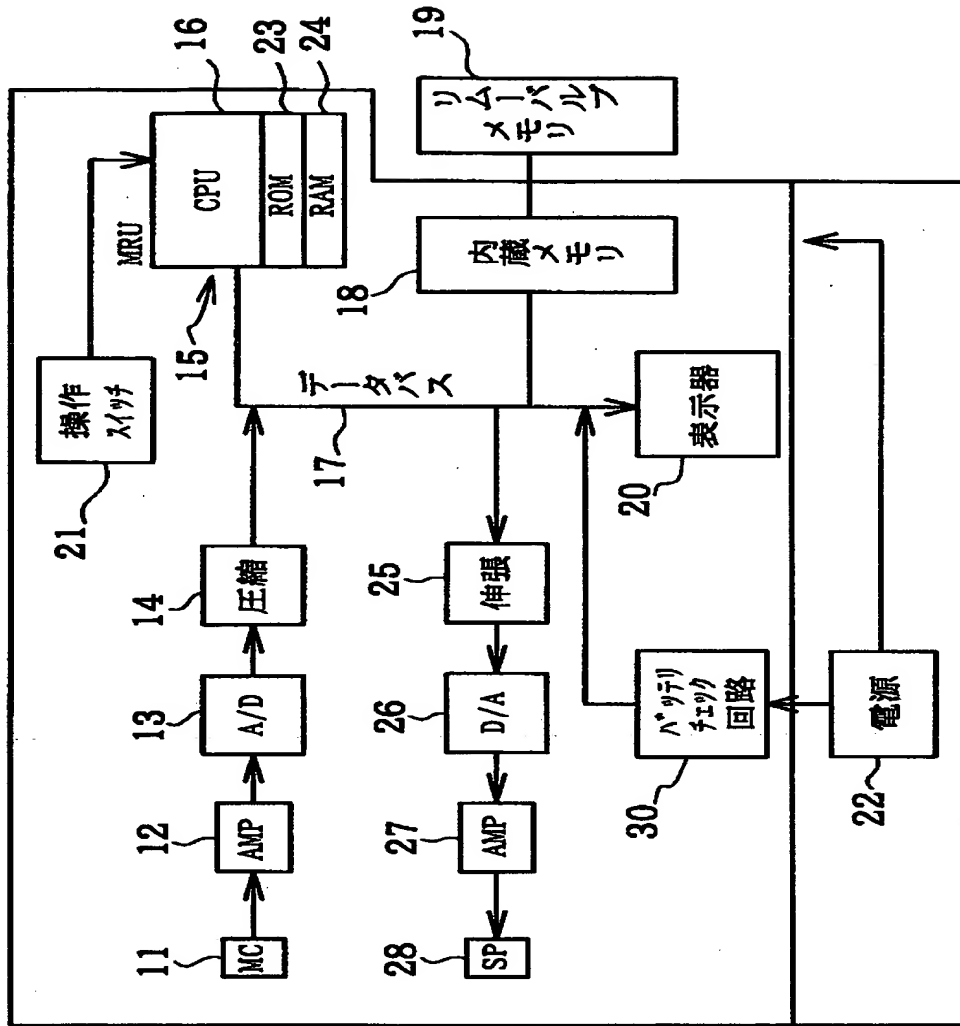 MC
11
AMP
12
A/D
13
圧縮
14
操作
スイッチ
21
MRU
15
CPU
16
ROM
23
RAM
24
データバス
17
内蔵メモリ
18
リムーバルブ
メモリ
19
SP
28
AMP
27
D/A
26
伸張
25
表示器
20
バッテリ
チェック
回路
30
電源
22